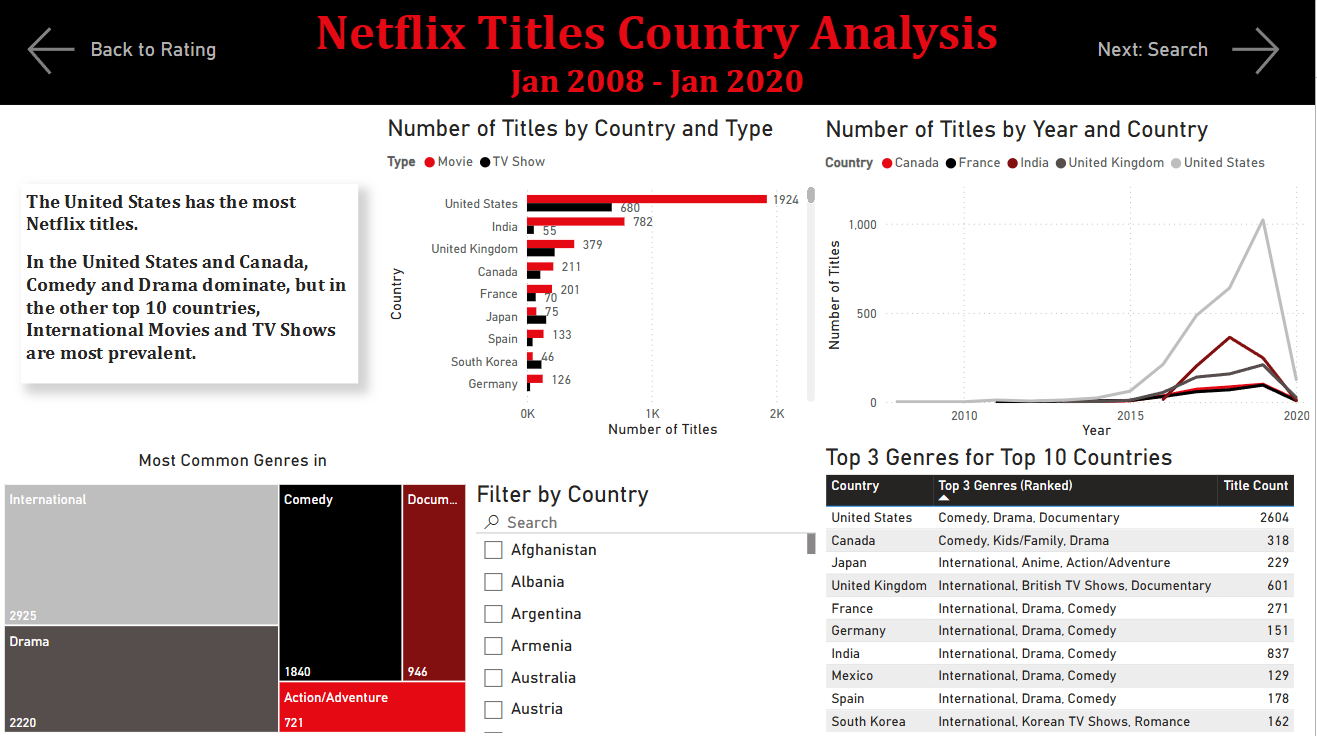 Back to Rating
Netflix Titles Country Analysis
Jan 2008 - Jan 2020
Next: Search
The United States has the most
Netflix titles.
In the United States and Canada,
Comedy and Drama dominate, but in
the other top 10 countries,
International Movies and TV Shows
are most prevalent.
Number of Titles by Country and Type
Type Movie TV Show
Country
United States 1924
680
India 782
55
United Kingdom 379
Canada 211
France 201
70
Japan 75
Spain 133
South Korea 46
Germany 126
0K 1K 2K
Number of Titles
Number of Titles by Year and Country
Country Canada France India United Kingdom United States
Number of Titles
1,000
500
0
2010 2015 2020
Year
Most Common Genres in
International
2925
Drama
2220
Comedy
1840
Docum...
946
Action/Adventure
721
Filter by Country
Search
Afghanistan
Albania
Argentina
Armenia
Australia
Austria
Top 3 Genres for Top 10 Countries
Country Top 3 Genres (Ranked) Title Count
United States Comedy, Drama, Documentary 2604
Canada Comedy, Kids/Family, Drama 318
Japan International, Anime, Action/Adventure 229
United Kingdom International, British TV Shows, Documentary 601
France International, Drama, Comedy 271
Germany International, Drama, Comedy 151
India International, Drama, Comedy 837
Mexico International, Drama, Comedy 129
Spain International, Drama, Comedy 178
South Korea International, Korean TV Shows, Romance 162